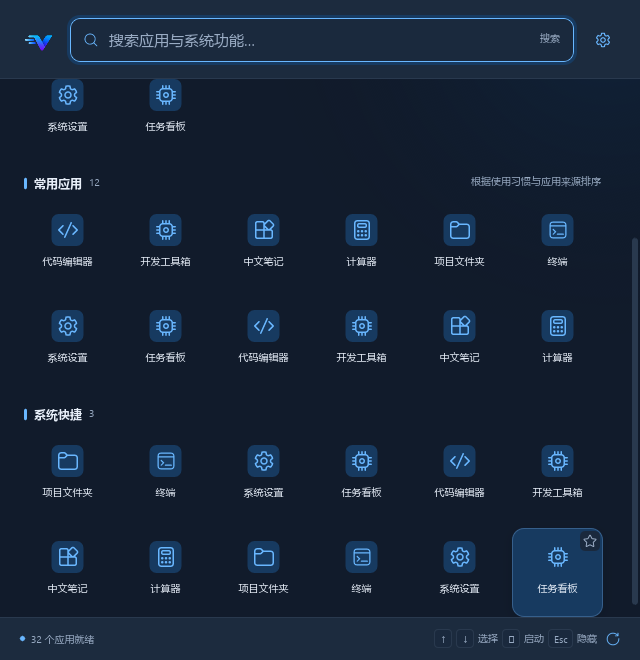 搜索应用与系统功能... 搜索
系统设置 任务看板
常用应用 12 根据使用习惯与应用来源排序
代码编辑器 开发工具箱 中文笔记 计算器 项目文件夹 终端
系统设置 任务看板 代码编辑器 开发工具箱 中文笔记 计算器
系统快捷 3
项目文件夹 终端 系统设置 任务看板 代码编辑器 开发工具箱
中文笔记 计算器 项目文件夹 终端 系统设置 任务看板
32 个应用就绪 ↑ ↓ 选择 启动 Esc 隐藏